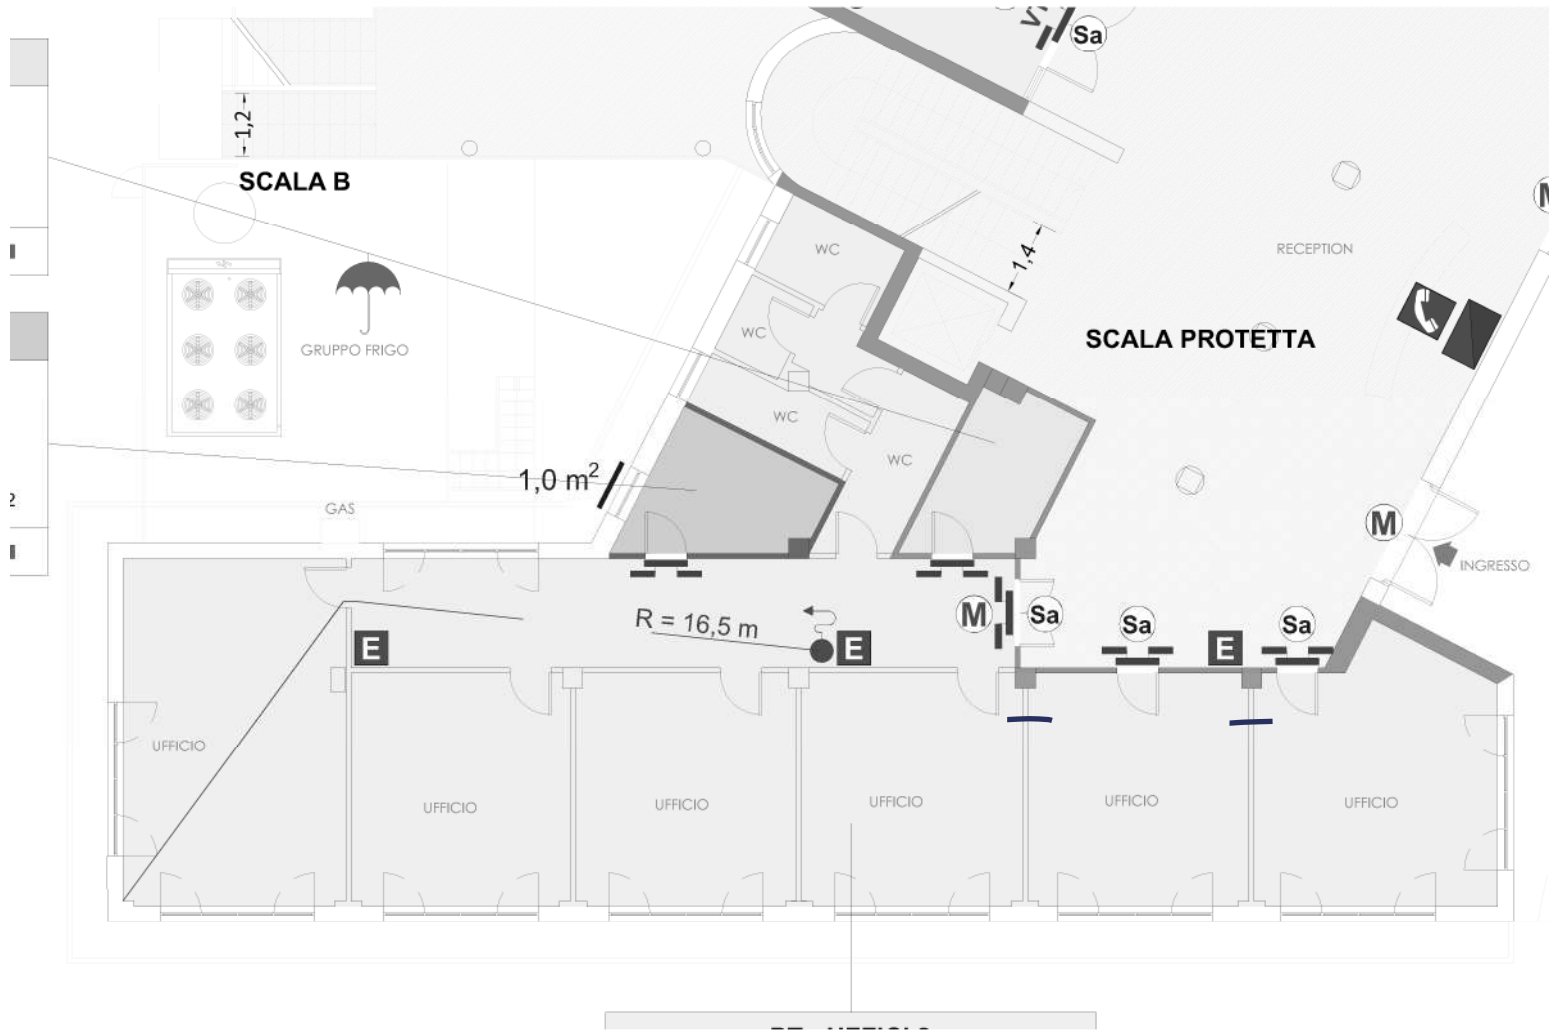 Sa
1,2
SCALA B
WC
1,4
RECEPTION
WC
SCALA PROTETTA
GRUPPO FRIGO
WC
WC
1,0 m²
GAS
M
INGRESSO
R = 16,5 m
M
Sa
Sa
Sa
E
E
E
UFFICIO
UFFICIO
UFFICIO
UFFICIO
UFFICIO
UFFICIO